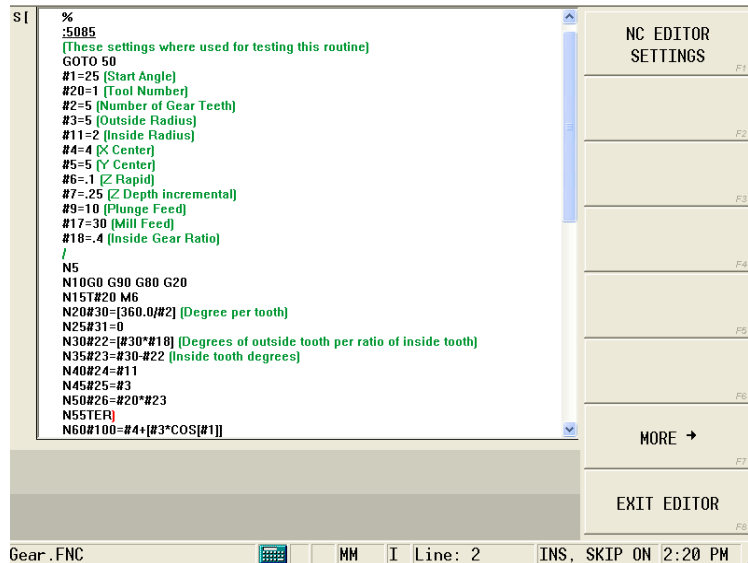 S[
%
:5085
(These settings where used for testing this routine)
GOTO 50
#1=25 (Start Angle)
#20=1 (Tool Number)
#2=5 (Number of Gear Teeth)
#3=5 (Outside Radius)
#11=2 (Inside Radius)
#4=4 (X Center)
#5=5 (Y Center)
#6=.1 (Z Rapid)
#7=.25 (Z Depth incremental)
#9=10 (Plunge Feed)
#17=30 (Mill Feed)
#18=.4 (Inside Gear Ratio)
/
N5
N10G0 G90 G80 G20
N15T#20 M6
N20#30=[360.0/#2] (Degree per tooth)
N25#31=0
N30#22=[#30*#18] (Degrees of outside tooth per ratio of inside tooth)
N35#23=#30-#22 (Inside tooth degrees)
N40#24=#11
N45#25=#3
N50#26=#20*#23
N55TER)
N60#100=#4+[#3*COS[#1]]
NC EDITOR
SETTINGS
F1
F2
F3
F4
F5
F6
MORE →
F7
EXIT EDITOR
F8
Gear.FNC MM I Line: 2 INS, SKIP ON 2:20 PM